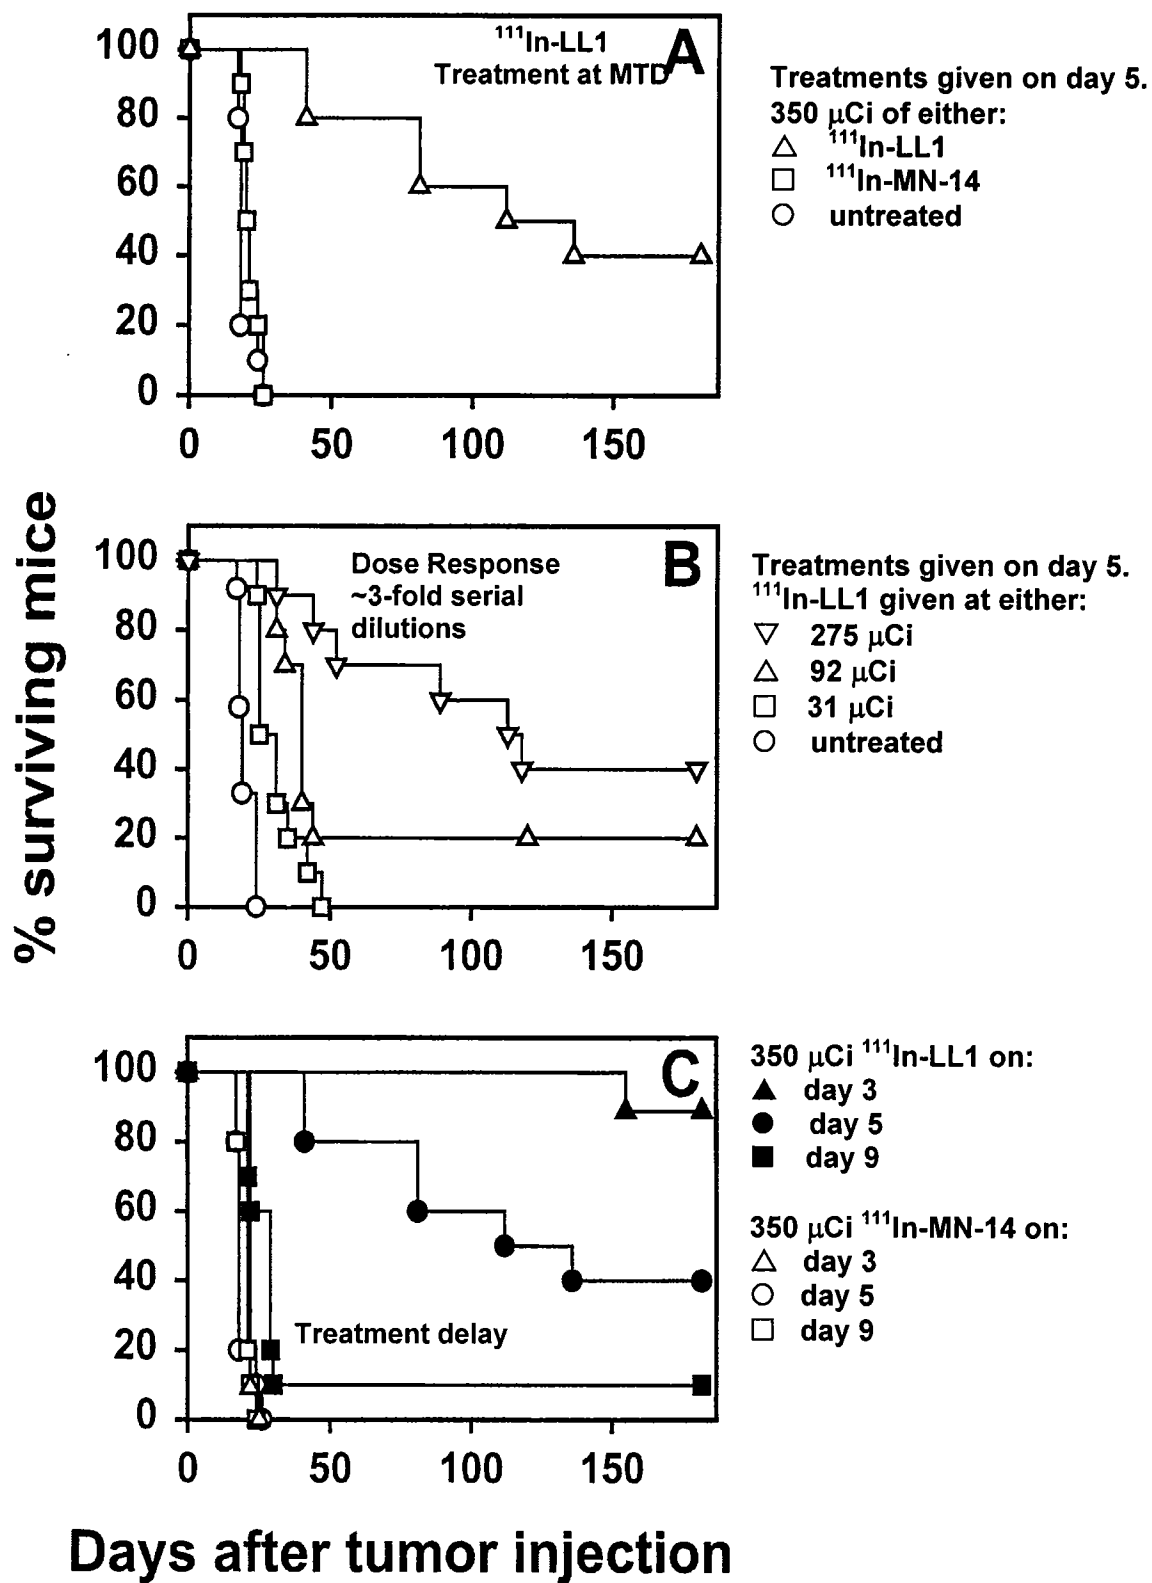 % surviving mice
100
80
60
40
20
0
0 50 100 150
¹¹¹In-LL1
Treatment at MTD
A
Treatments given on day 5.
350 μCi of either:
¹¹¹In-LL1
¹¹¹In-MN-14
untreated
100
80
60
40
20
0
0 50 100 150
Dose Response
~3-fold serial
dilutions
B
Treatments given on day 5.
¹¹¹In-LL1 given at either:
275 μCi
92 μCi
31 μCi
untreated
100
80
60
40
20
0
0 50 100 150
C
Treatment delay
350 μCi ¹¹¹In-LL1 on:
day 3
day 5
day 9
350 μCi ¹¹¹In-MN-14 on:
day 3
day 5
day 9
Days after tumor injection